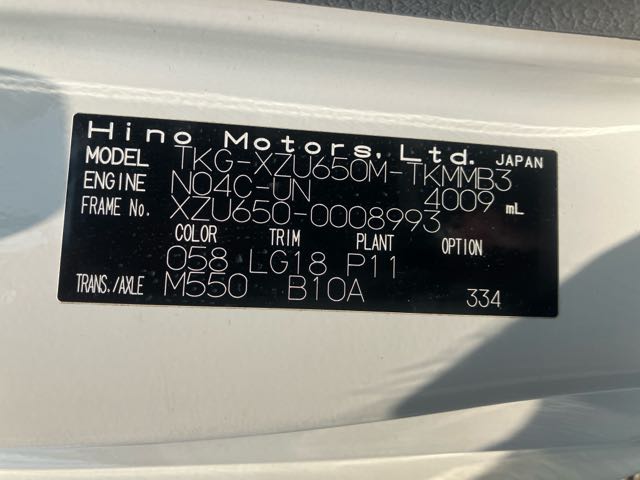 Hino Motors, Ltd. JAPAN
MODEL TKG-XZU650M-TKMMB3
ENGINE N04C-UN 4009 mL
FRAME No. XZU650-0008993
COLOR TRIM PLANT OPTION
058 LG18 P11
TRANS./AXLE M550 B10A 334